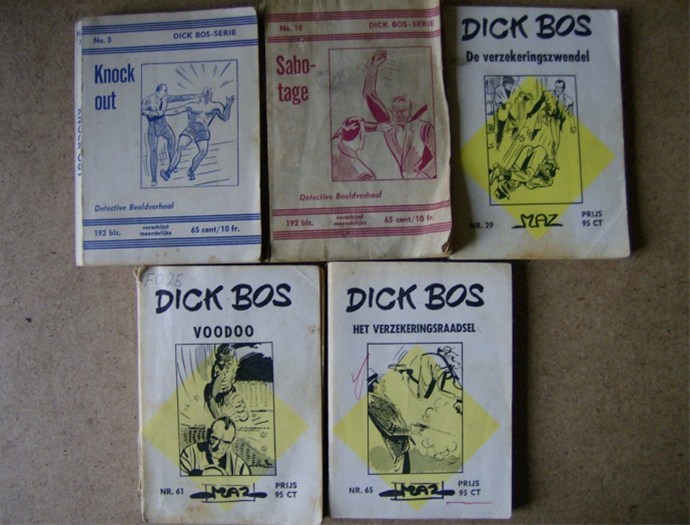 No. 3 DICK BOS-SERIE
Knock
out
KNOCK OUT
Detective Beeldverhaal
192 blz. verschijnt maandelijks 65 cent/10 fr.
No. 10 DICK BOS-SERIE
Sabo-
tage
Detective Beeldverhaal
192 blz. verschijnt maandelijks 65 cent/10 fr.
DICK BOS
De verzekeringszwendel
NR. 29 MAZ PRIJS
95 CT
FO25
DICK BOS
VOODOO
NR. 61 MAZ PRIJS
95 CT
DICK BOS
HET VERZEKERINGSRAADSEL
NR. 65 MAZ PRIJS
95 CT